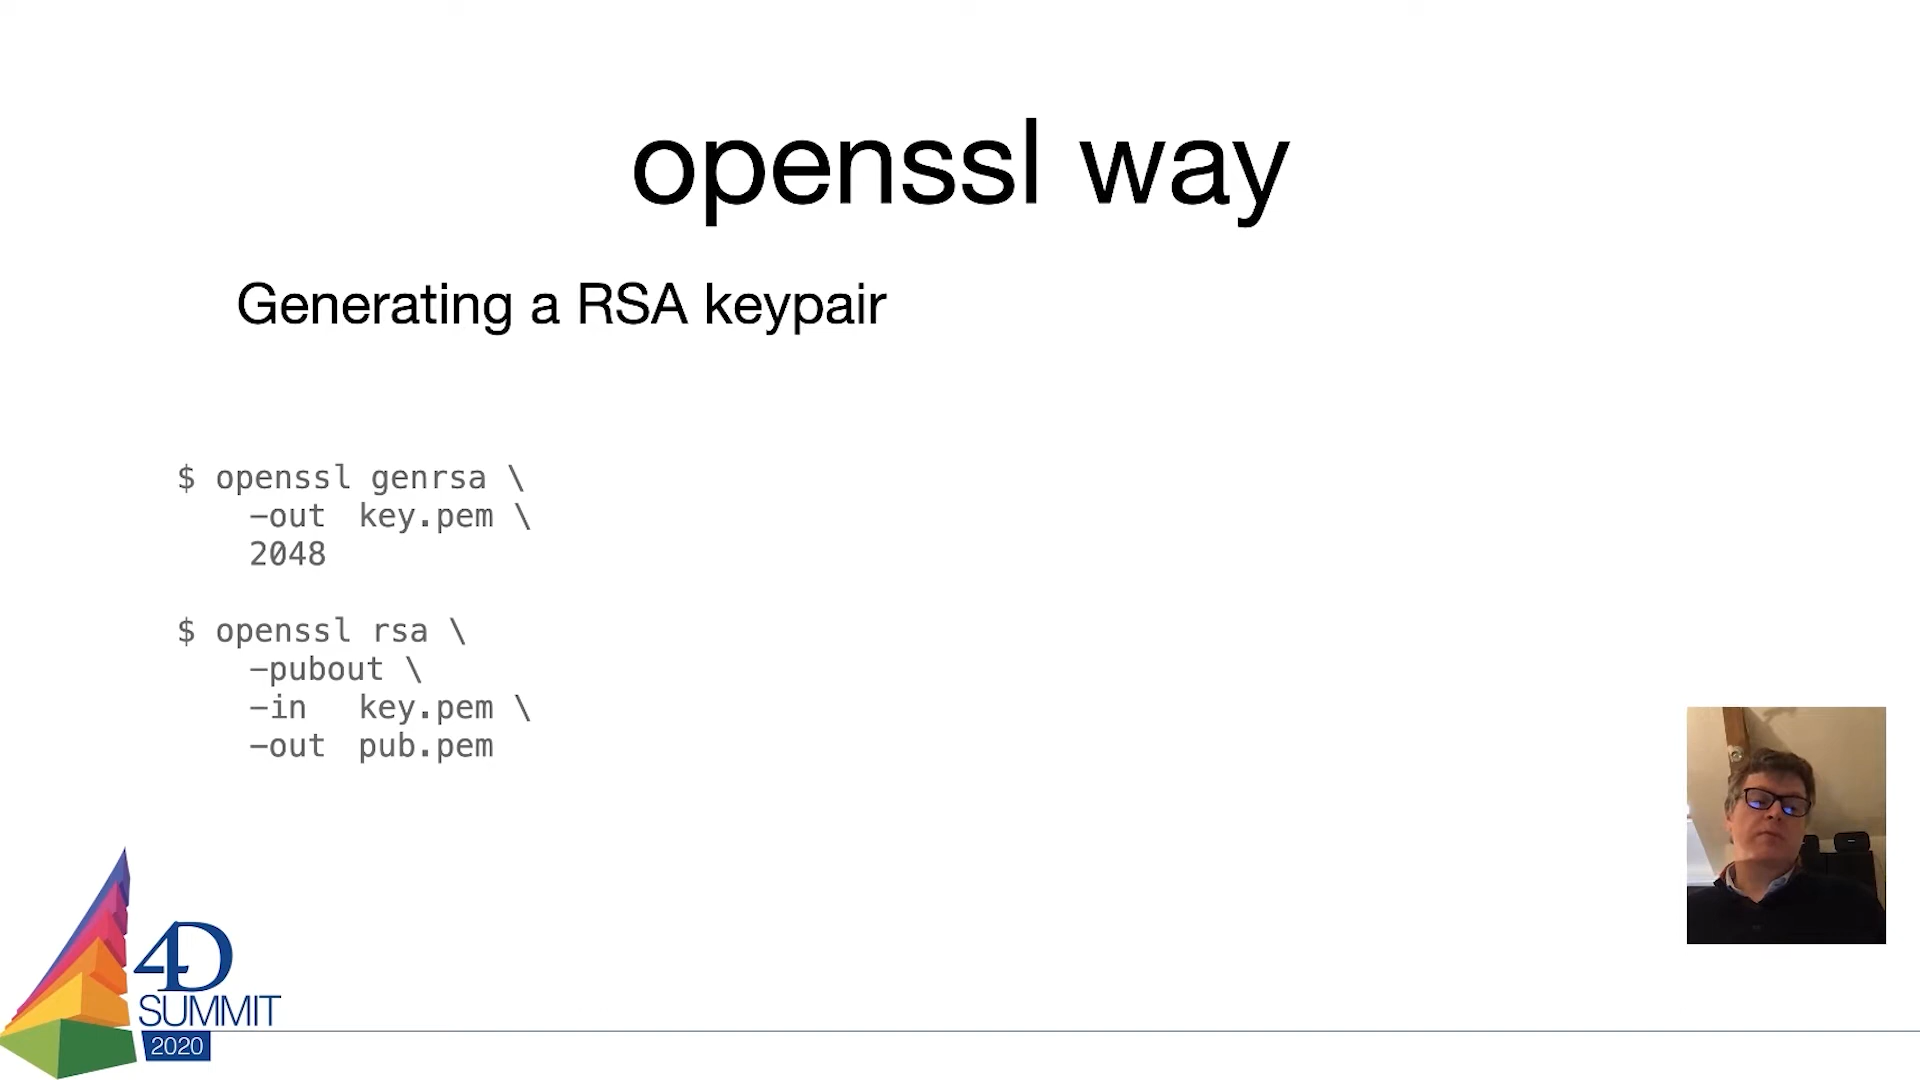 openssl way
Generating a RSA keypair
$ openssl genrsa \
-out key.pem \
2048
$ openssl rsa \
-pubout \
-in key.pem \
-out pub.pem
4D
SUMMIT
2020